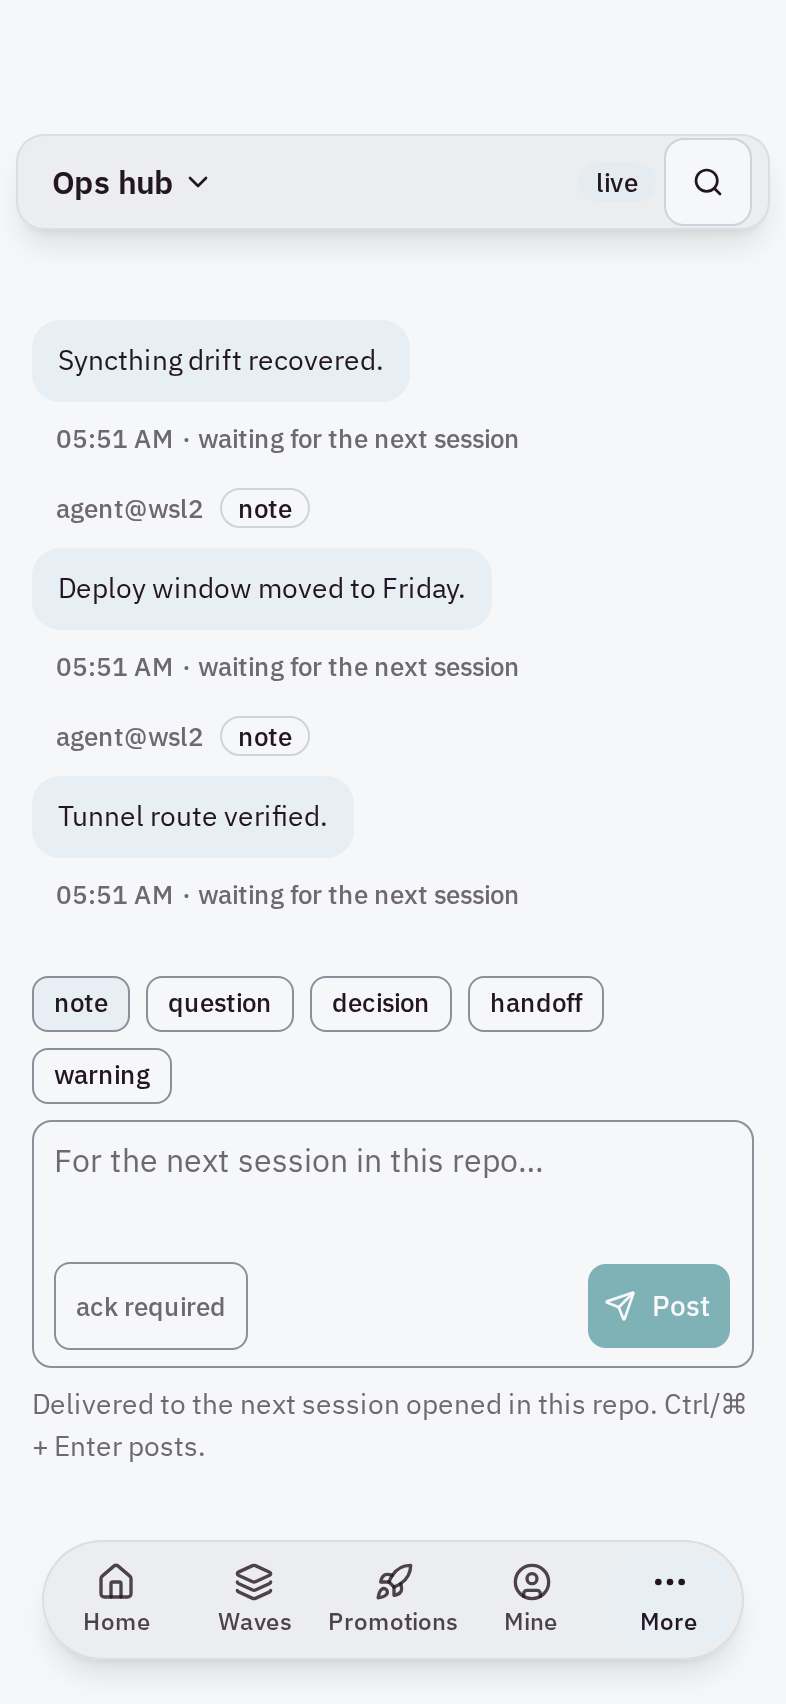 Ops hub
live
Syncthing drift recovered.
05:51 AM · waiting for the next session
agent@wsl2 note
Deploy window moved to Friday.
05:51 AM · waiting for the next session
agent@wsl2 note
Tunnel route verified.
05:51 AM · waiting for the next session
note question decision handoff
warning
For the next session in this repo...
ack required Post
Delivered to the next session opened in this repo. Ctrl/⌘
+ Enter posts.
Home Waves Promotions Mine More